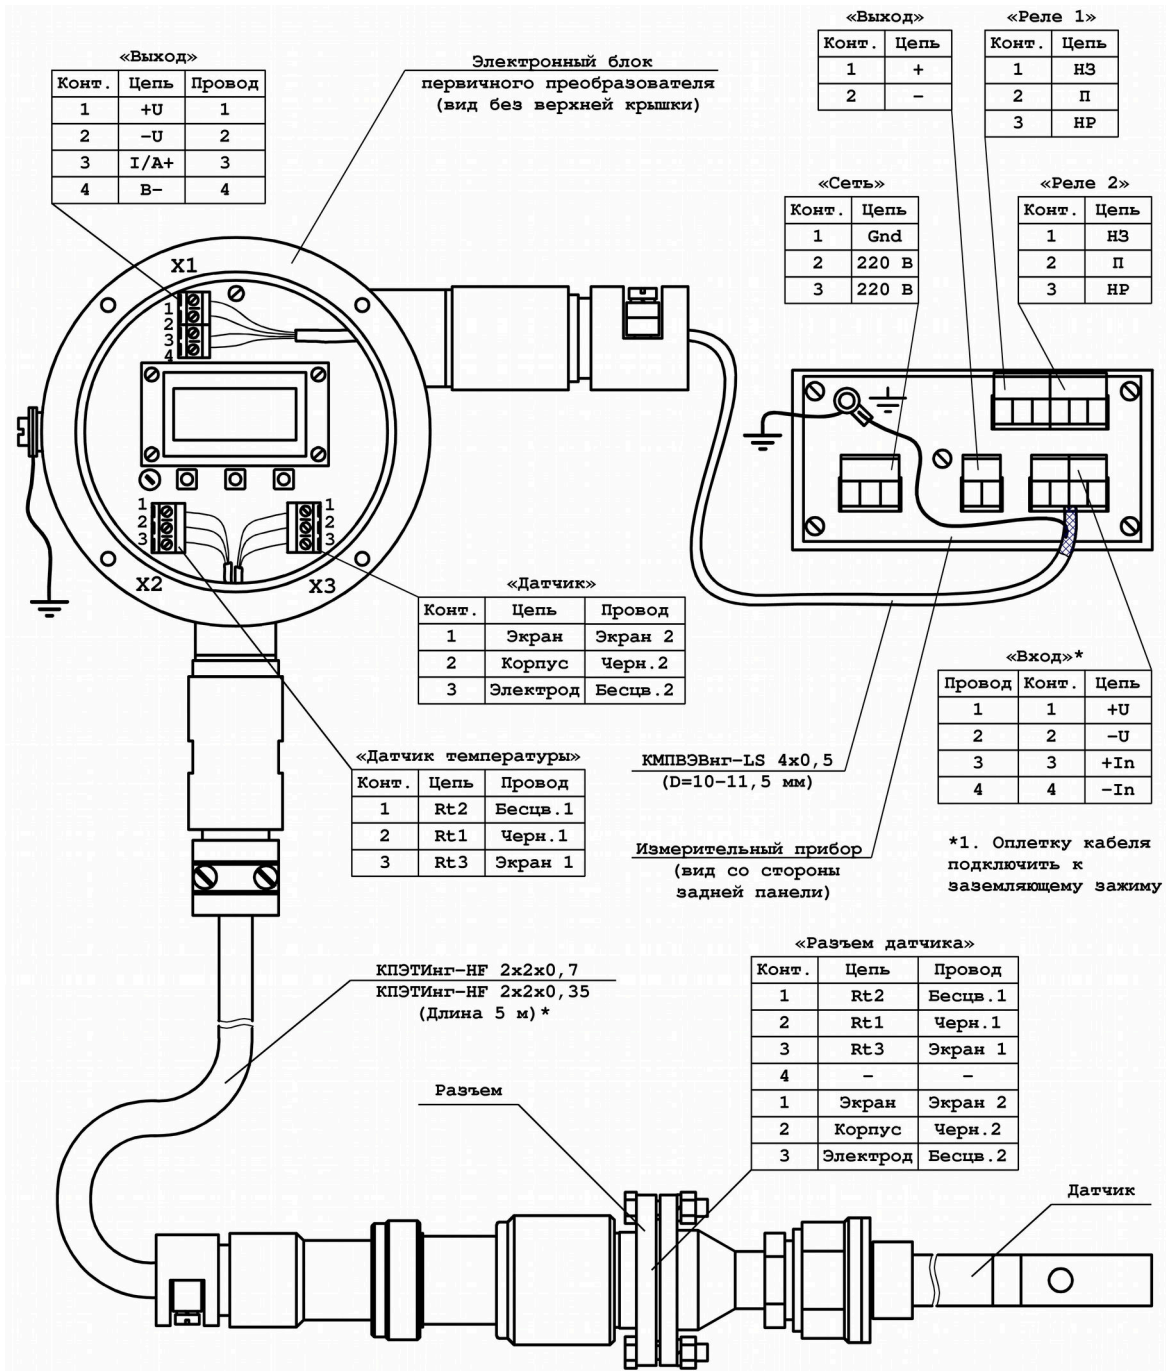 «Выход»
Конт. Цепь Провод
1 +U 1
2 −U 2
3 I/A+ 3
4 B− 4
Электронный блок
первичного преобразователя
(вид без верхней крышки)
«Выход»
Конт. Цепь
1 +
2 −
«Реле 1»
Конт. Цепь
1 НЗ
2 П
3 НР
«Сеть»
Конт. Цепь
1 Gnd
2 220 В
3 220 В
«Реле 2»
Конт. Цепь
1 НЗ
2 П
3 НР
X1
1
2
3
4
1
2
3
1
2
3
X2
X3
«Датчик»
Конт. Цепь Провод
1 Экран Экран 2
2 Корпус Черн.2
3 Электрод Бесцв.2
«Вход»*
Провод Конт. Цепь
1 1 +U
2 2 −U
3 3 +In
4 4 −In
«Датчик температуры»
Конт. Цепь Провод
1 Rt2 Бесцв.1
2 Rt1 Черн.1
3 Rt3 Экран 1
КМПВЭВнг−LS 4х0,5
(D=10−11,5 мм)
Измерительный прибор
(вид со стороны
задней панели)
*1. Оплетку кабеля
подключить к
заземляющему зажиму
«Разъем датчика»
Конт. Цепь Провод
1 Rt2 Бесцв.1
2 Rt1 Черн.1
3 Rt3 Экран 1
4 − −
1 Экран Экран 2
2 Корпус Черн.2
3 Электрод Бесцв.2
КПЭТИнг−HF 2х2х0,7
КПЭТИнг−HF 2х2х0,35
(Длина 5 м)*
Разъем
Датчик